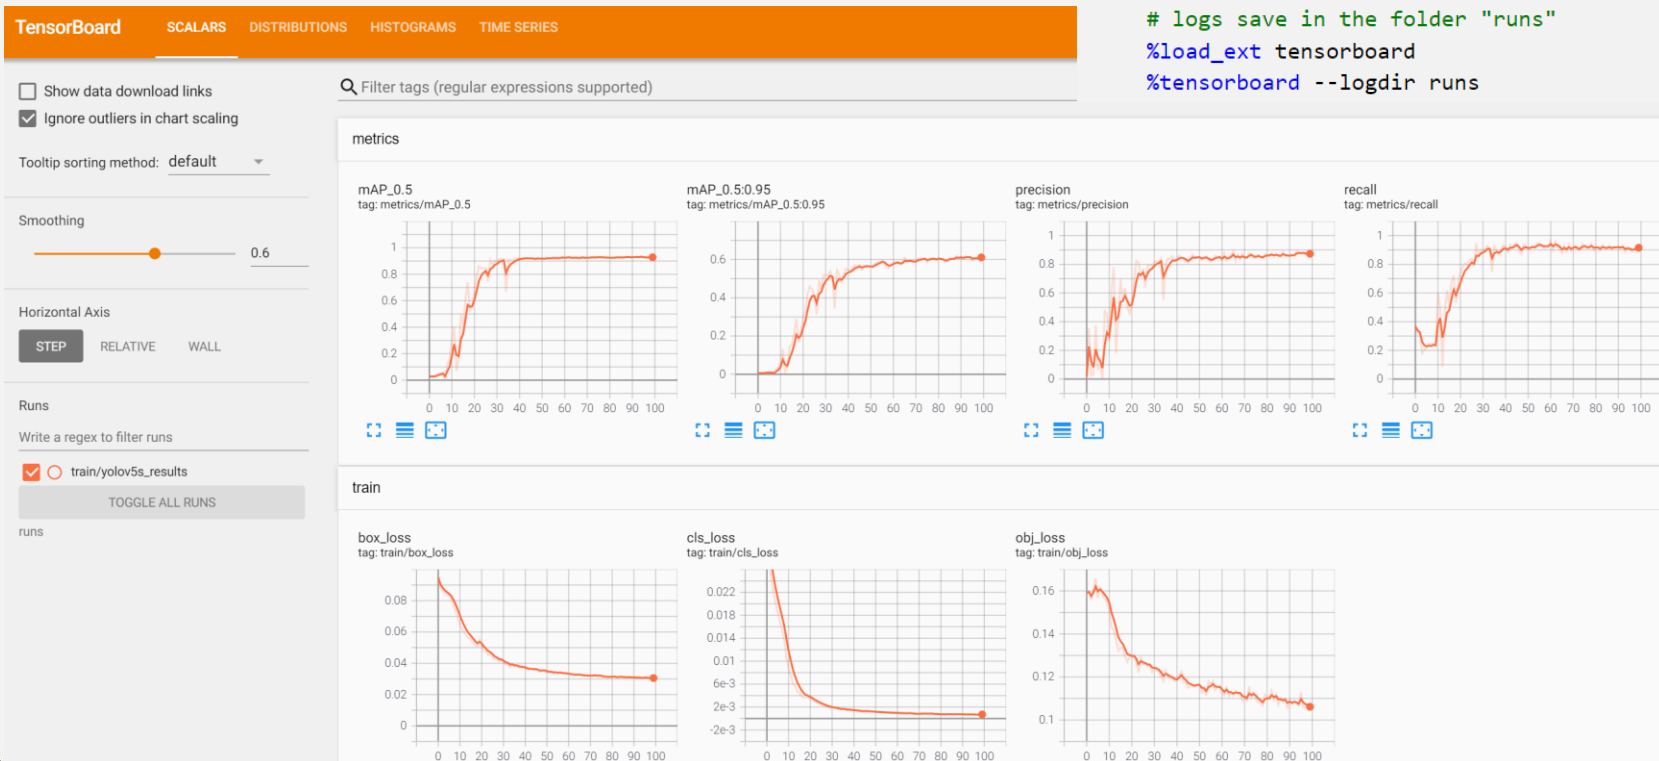 TensorBoard
SCALARS DISTRIBUTIONS HISTOGRAMS TIME SERIES
# logs save in the folder "runs"
%load_ext tensorboard
%tensorboard --logdir runs
Show data download links
Ignore outliers in chart scaling
Tooltip sorting method: default
Smoothing
0.6
Horizontal Axis
STEP RELATIVE WALL
Runs
Write a regex to filter runs
train/yolov5s_results
TOGGLE ALL RUNS
runs
Filter tags (regular expressions supported)
metrics
mAP_0.5
tag: metrics/mAP_0.5
1
0.8
0.6
0.4
0.2
0
0 10 20 30 40 50 60 70 80 90 100
mAP_0.5:0.95
tag: metrics/mAP_0.5:0.95
0.6
0.4
0.2
0
0 10 20 30 40 50 60 70 80 90 100
precision
tag: metrics/precision
1
0.8
0.6
0.4
0.2
0
0 10 20 30 40 50 60 70 80 90 100
recall
tag: metrics/recall
1
0.8
0.6
0.4
0.2
0
0 10 20 30 40 50 60 70 80 90 100
train
box_loss
tag: train/box_loss
0.08
0.06
0.04
0.02
0
0 10 20 30 40 50 60 70 80 90 100
cls_loss
tag: train/cls_loss
0.022
0.018
0.014
0.01
6e-3
2e-3
-2e-3
0 10 20 30 40 50 60 70 80 90 100
obj_loss
tag: train/obj_loss
0.16
0.14
0.12
0.1
0 10 20 30 40 50 60 70 80 90 100